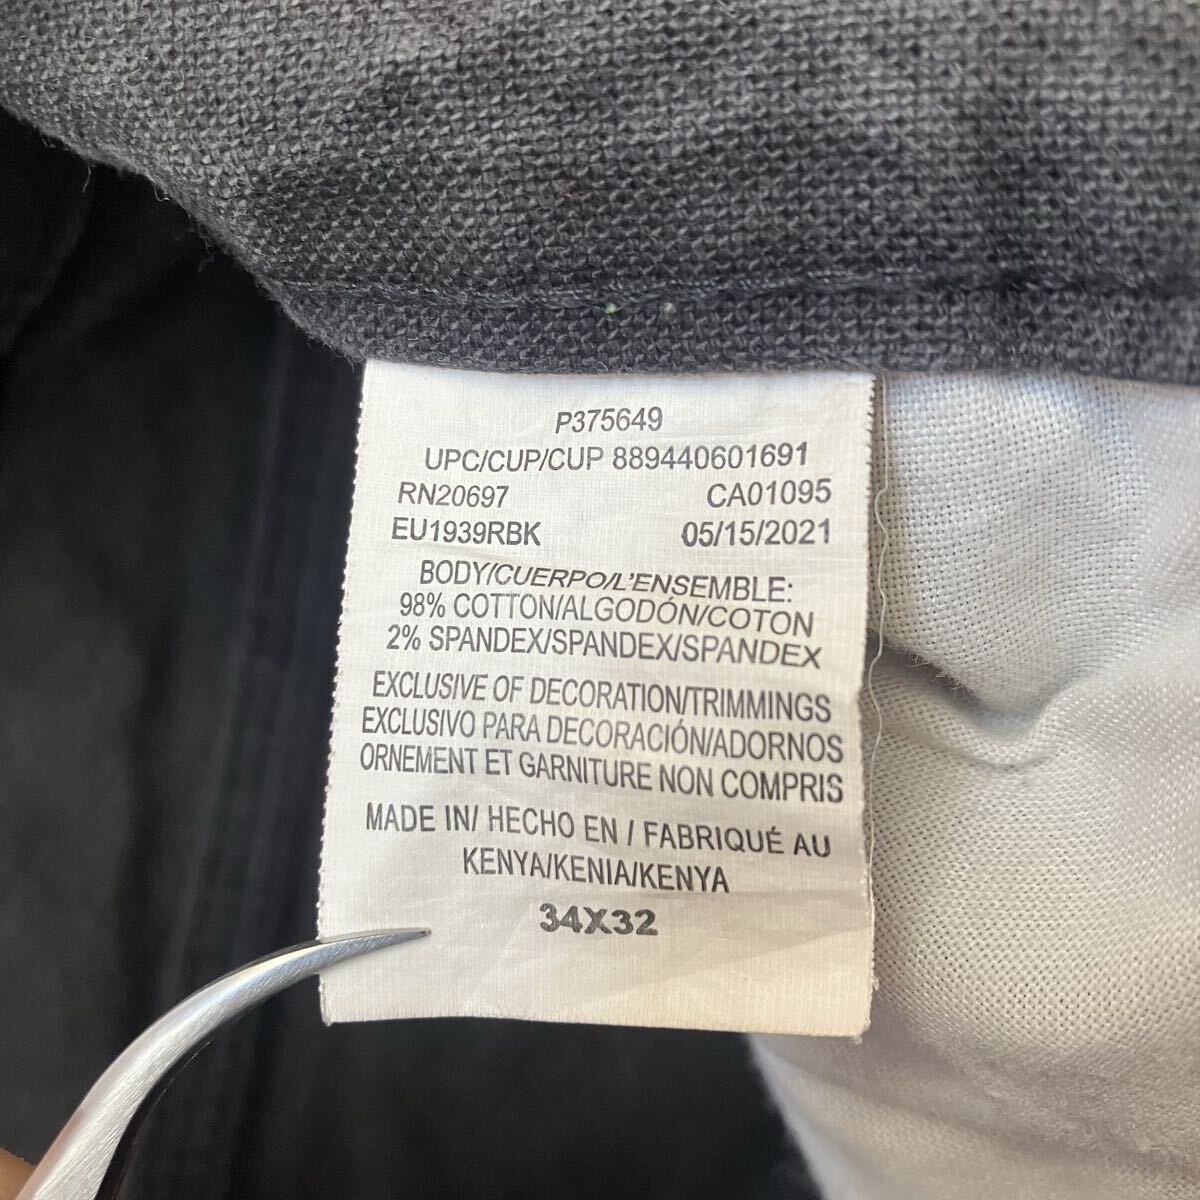 P375649
UPC/CUP/CUP 889440601691
RN20697 CA01095
EU1939RBK 05/15/2021
BODY/CUERPO/L'ENSEMBLE:
98% COTTON/ALGODÓN/COTON
2% SPANDEX/SPANDEX/SPANDEX
EXCLUSIVE OF DECORATION/TRIMMINGS
EXCLUSIVO PARA DECORACIÓN/ADORNOS
ORNEMENT ET GARNITURE NON COMPRIS
MADE IN/ HECHO EN / FABRIQUÉ AU
KENYA/KENIA/KENYA
34X32